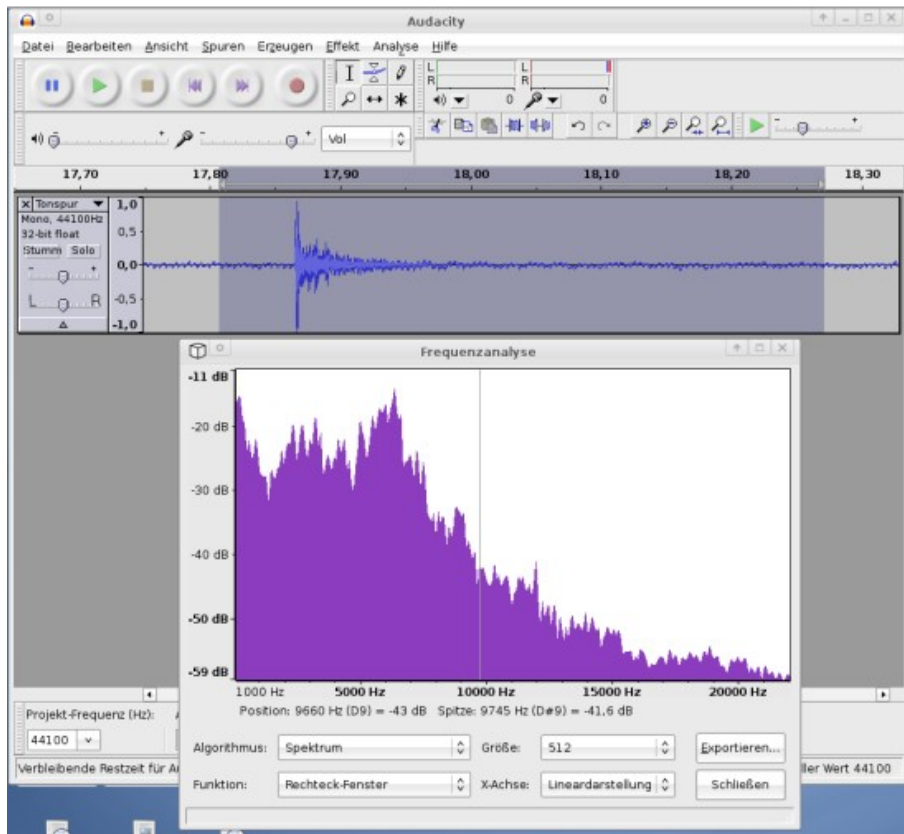 Audacity
Datei Bearbeiten Ansicht Spuren Erzeugen Effekt Analyse Hilfe
L
R
L
R
0
0
Vol
17,70 17,80 17,90 18,00 18,10 18,20 18,30
Tonspur
Mono, 44100Hz
32-bit float
Stumm Solo
- +
L R
1,0
0,5
0,0
-0,5
-1,0
Frequenzanalyse
-11 dB
-20 dB
-30 dB
-40 dB
-50 dB
-59 dB
1000 Hz 5000 Hz 10000 Hz 15000 Hz 20000 Hz
Position: 9660 Hz (D9) = -43 dB Spitze: 9745 Hz (D#9) = -41,6 dB
Algorithmus: Spektrum Größe: 512 Exportieren...
Funktion: Rechteck-Fenster X-Achse: Lineardarstellung Schließen
Projekt-Frequenz (Hz):
44100
Verbleibende Restzeit für
ller Wert 44100